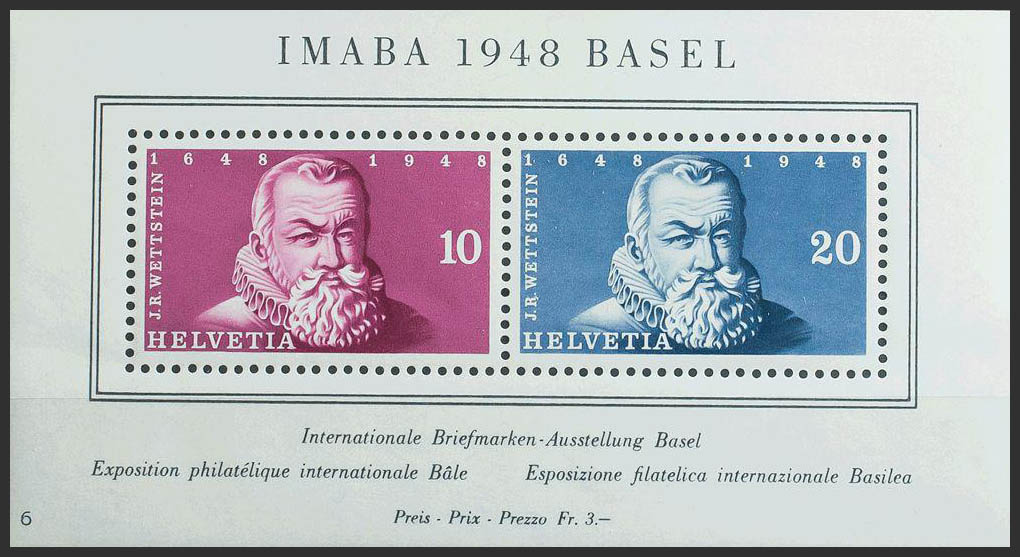 IMABA 1948 BASEL
1648 1948
J.R. WETTSTEIN
10
HELVETIA
1648 1948
J.R. WETTSTEIN
20
HELVETIA
Internationale Briefmarken-Ausstellung Basel
Exposition philatélique internationale Bâle Esposizione filatelica internazionale Basilea
Preis - Prix - Prezzo Fr. 3.—
6